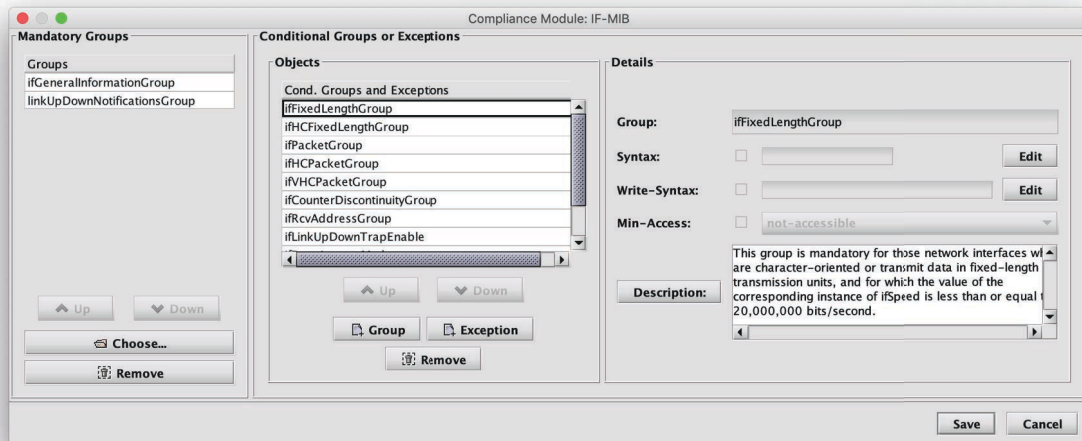 Compliance Module: IF-MIB
Mandatory Groups
Groups
ifGeneralInformationGroup
linkUpDownNotificationsGroup
Up
Down
Choose...
Remove
Conditional Groups or Exceptions
Objects
Cond. Groups and Exceptions
ifFixedLengthGroup
ifHCFixedLengthGroup
ifPacketGroup
ifHCPacketGroup
ifVHCPacketGroup
ifCounterDiscontinuityGroup
ifRcvAddressGroup
ifLinkUpDownTrapEnable
Up
Down
Group
Exception
Remove
Details
Group: ifFixedLengthGroup
Syntax: Edit
Write-Syntax: Edit
Min-Access: not-accessible
Description:
This group is mandatory for those network interfaces
are character-oriented or transmit data in fixed-length
transmission units, and for which the value of the
corresponding instance of ifSpeed is less than or equal
20,000,000 bits/second.
Save
Cancel